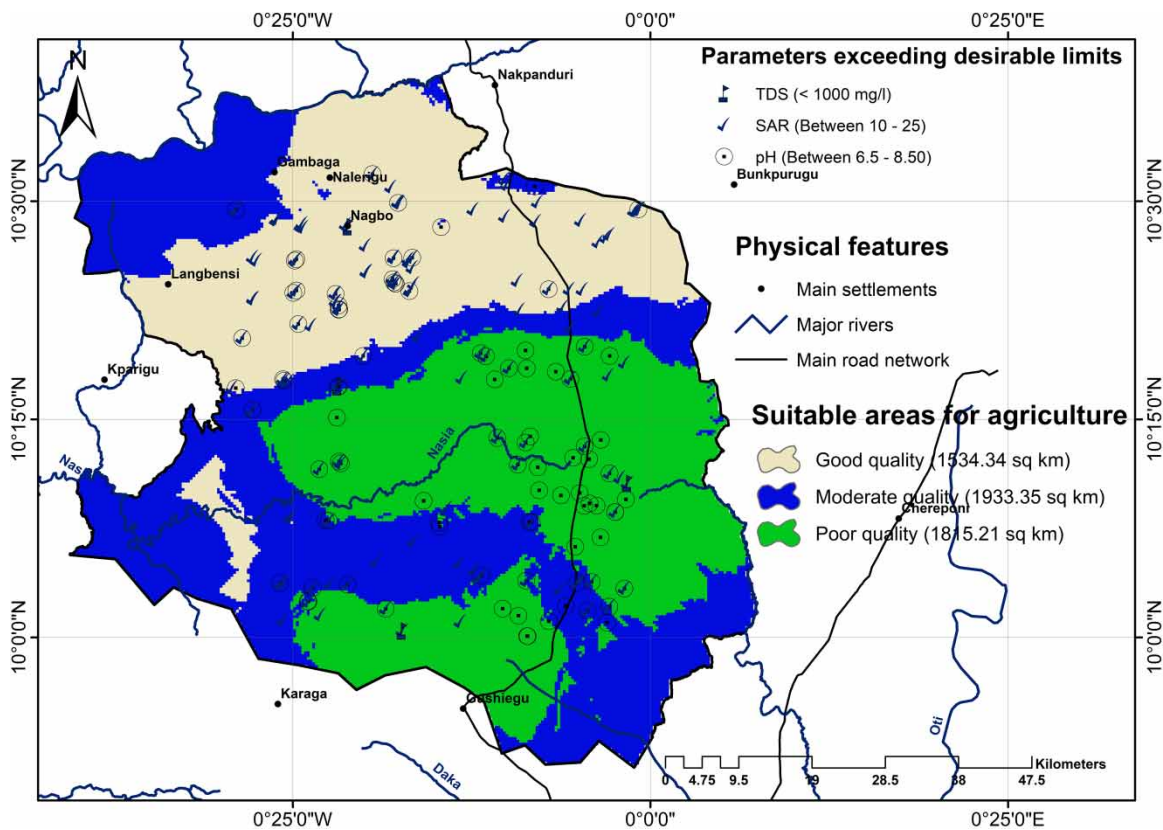 0°25'0"W
0°0'0"
0°25'0"E
N
Nakpanduri
Parameters exceeding desirable limits
TDS (< 1000 mg/l)
SAR (Between 10 - 25)
pH (Between 6.5 - 8.50)
Gambaga
Nalerigu
Bunkpurugu
10°30'0"N
10°30'0"N
Nagbo
Physical features
Langbensi
Main settlements
Major rivers
Main road network
Kparigu
10°15'0"N
10°15'0"N
Suitable areas for agriculture
Nasia
Nas
Good quality (1534.34 sq km)
Moderate quality (1933.35 sq km)
Chereponi
Poor quality (1815.21 sq km)
10°0'0"N
10°0'0"N
Karaga
Gushiegu
Oti
Daka
Kilometers
0 4.75 9.5 19 28.5 38 47.5
0°25'0"W
0°0'0"
0°25'0"E